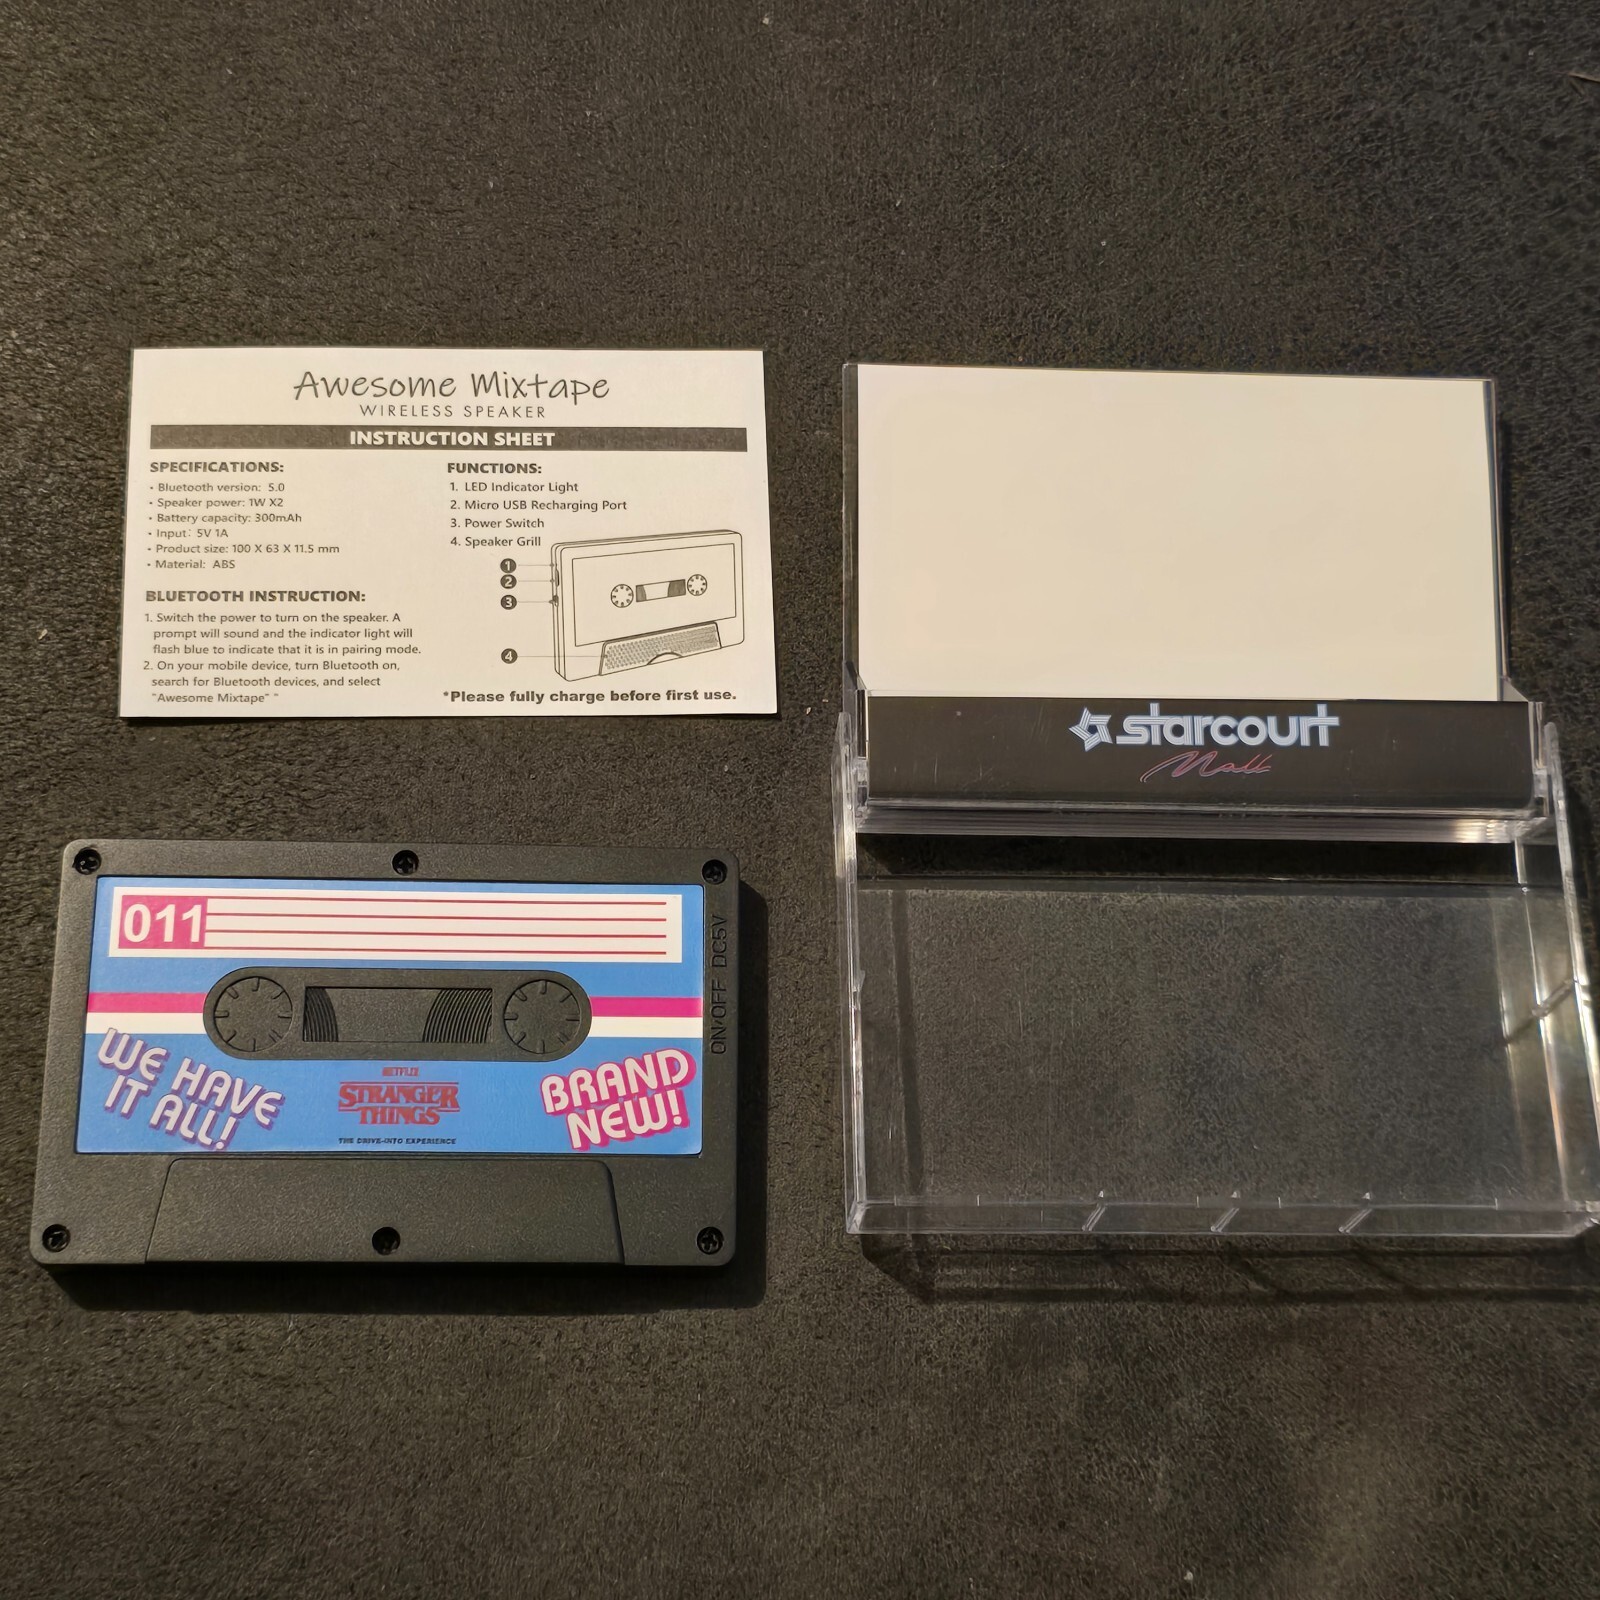 Awesome Mixtape
WIRELESS SPEAKER
INSTRUCTION SHEET
SPECIFICATIONS:
• Bluetooth version: 5.0
• Speaker power: 1W X2
• Battery capacity: 300mAh
• Input: 5V 1A
• Product size: 100 X 63 X 11.5 mm
• Material: ABS
BLUETOOTH INSTRUCTION:
1. Switch the power to turn on the speaker. A
prompt will sound and the indicator light will
flash blue to indicate that it is in pairing mode.
2. On your mobile device, turn Bluetooth on,
search for Bluetooth devices, and select
"Awesome Mixtape" "
FUNCTIONS:
1. LED Indicator Light
2. Micro USB Recharging Port
3. Power Switch
4. Speaker Grill
1
2
3
4
*Please fully charge before first use.
starcourt
Mall
011
ON/OFF DC5V
WE HAVE
IT ALL!
NETFLIX
STRANGER
THINGS
THE DRIVE-INTO EXPERIENCE
BRAND
NEW!